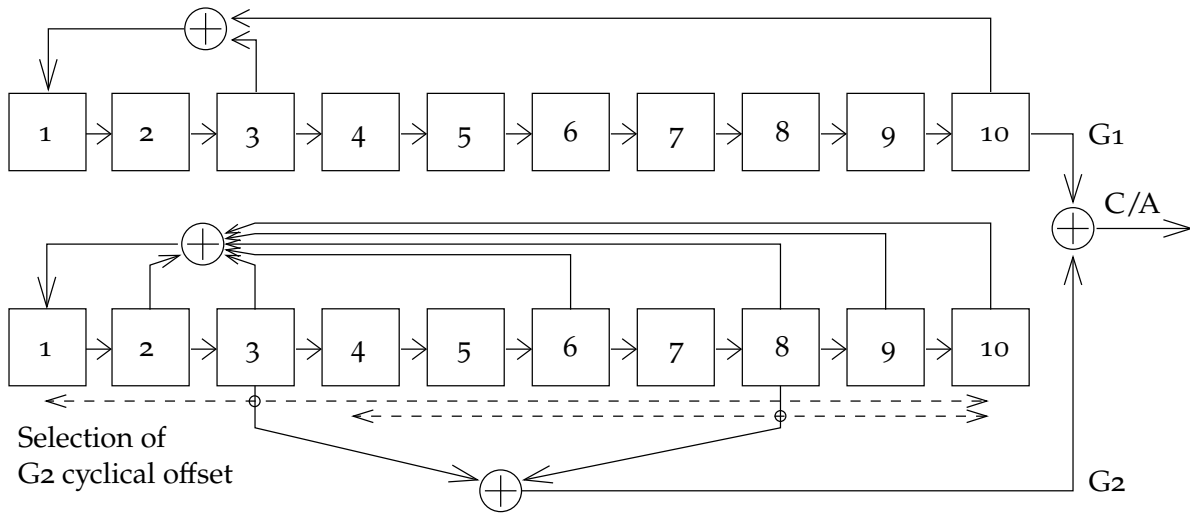 1 2 3 4 5 6 7 8 9 10
G1
C/A
1 2 3 4 5 6 7 8 9 10
Selection of
G2 cyclical offset
G2